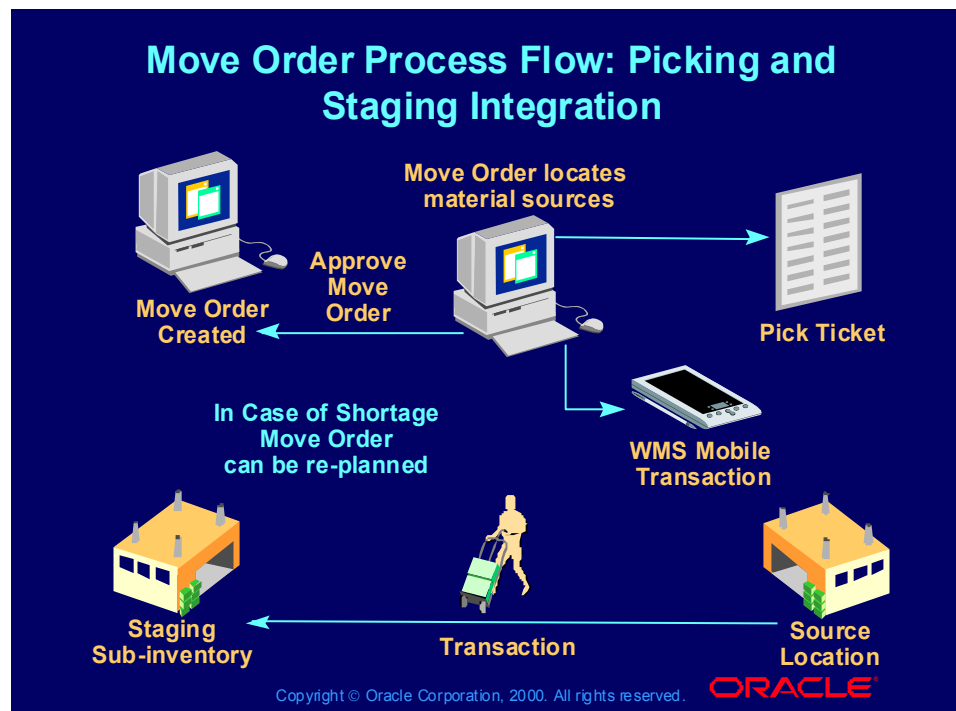 Move Order Process Flow: Picking and
Staging Integration
Move Order locates
material sources
Approve
Move
Order
Move Order
Created
Pick Ticket
In Case of Shortage
Move Order
can be re-planned
WMS Mobile
Transaction
Staging
Sub-inventory
Transaction
Source
Location
Copyright © Oracle Corporation, 2000. All rights reserved.
ORACLE®